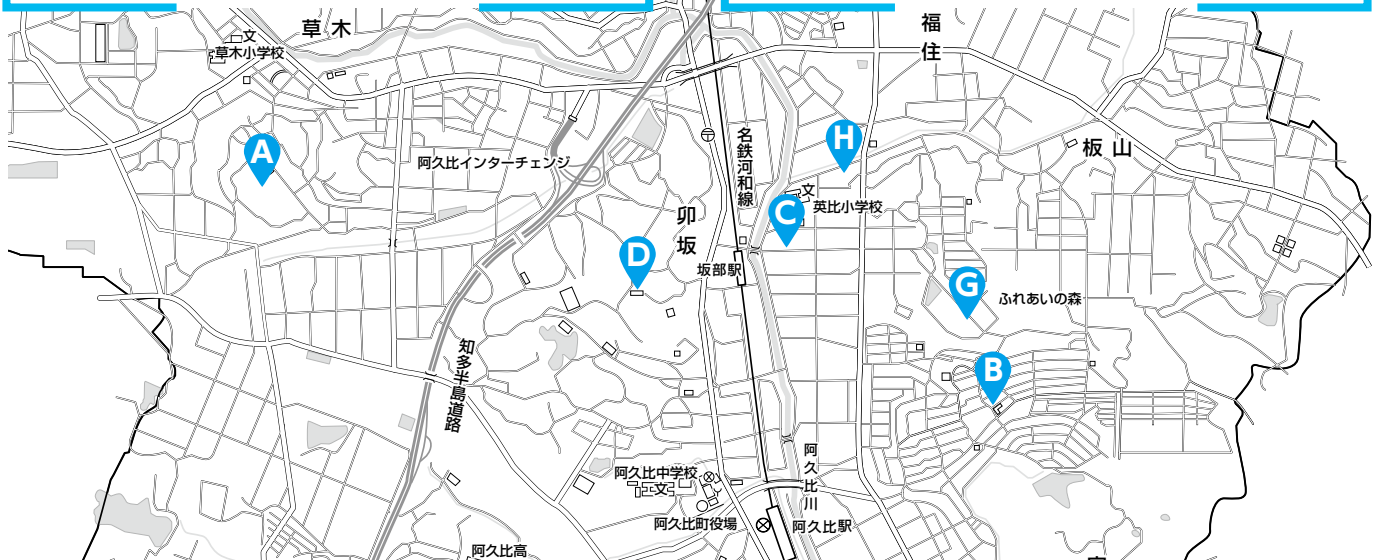 草木
福住
文
草木小学校
A
H
板山
名鉄河和線
阿久比インターチェンジ
文
英比小学校
C
卯坂
D
坂部駅
G
ふれあいの森
知多半島道路
B
阿久比川
阿久比中学校
文
阿久比町役場
阿久比駅
阿久比高